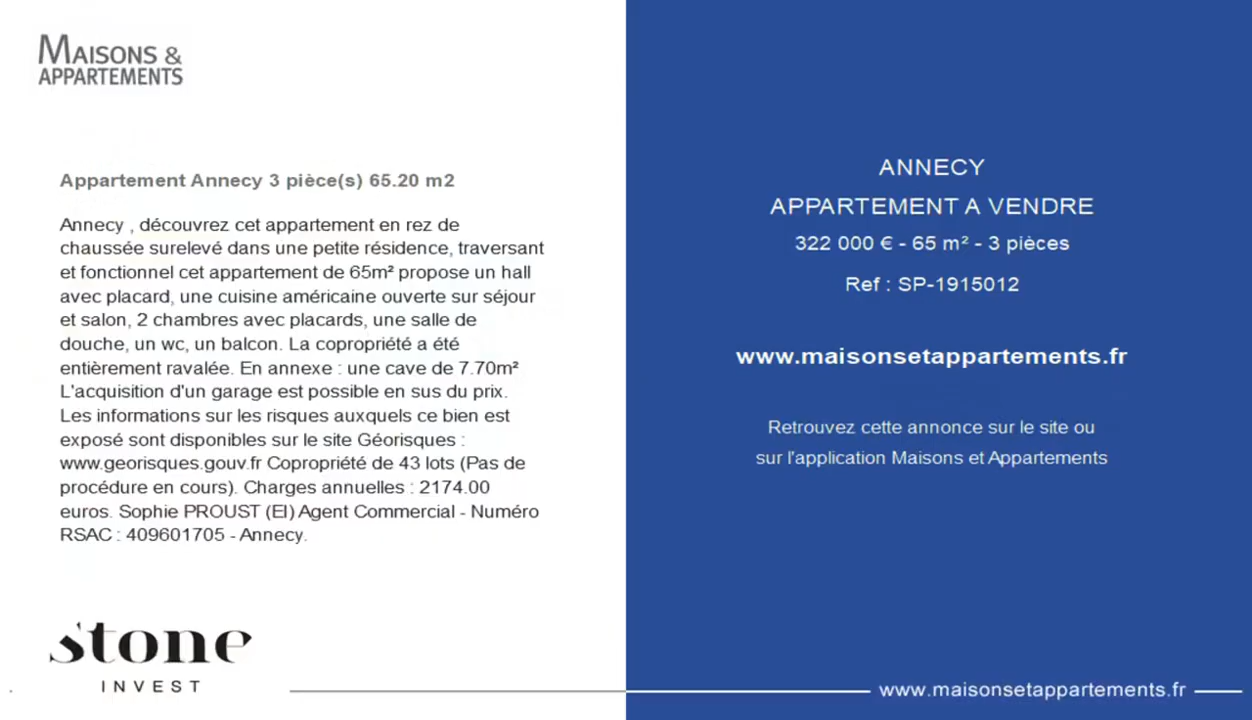 MAISONS &
APPARTEMENTS
Appartement Annecy 3 pièce(s) 65.20 m2
Annecy , découvrez cet appartement en rez de
chaussée surelevé dans une petite résidence, traversant
et fonctionnel cet appartement de 65m² propose un hall
avec placard, une cuisine américaine ouverte sur séjour
et salon, 2 chambres avec placards, une salle de
douche, un wc, un balcon. La copropriété a été
entièrement ravalée. En annexe : une cave de 7.70m²
L'acquisition d'un garage est possible en sus du prix.
Les informations sur les risques auxquels ce bien est
exposé sont disponibles sur le site Géorisques :
www.georisques.gouv.fr Copropriété de 43 lots (Pas de
procédure en cours). Charges annuelles : 2174.00
euros. Sophie PROUST (EI) Agent Commercial - Numéro
RSAC : 409601705 - Annecy.
stone
INVEST
ANNECY
APPARTEMENT A VENDRE
322 000 € - 65 m² - 3 pièces
Ref : SP-1915012
www.maisonsetappartements.fr
Retrouvez cette annonce sur le site ou
sur l'application Maisons et Appartements
www.maisonsetappartements.fr